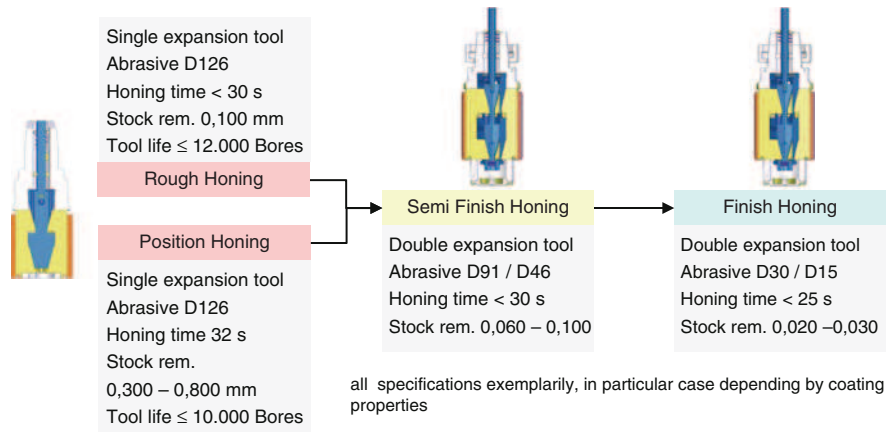 Single expansion tool
Abrasive D126
Honing time < 30 s
Stock rem. 0,100 mm
Tool life ≤ 12.000 Bores
Rough Honing
Position Honing
Single expansion tool
Abrasive D126
Honing time 32 s
Stock rem.
0,300 – 0,800 mm
Tool life ≤ 10.000 Bores
Semi Finish Honing
Double expansion tool
Abrasive D91 / D46
Honing time < 30 s
Stock rem. 0,060 – 0,100
Finish Honing
Double expansion tool
Abrasive D30 / D15
Honing time < 25 s
Stock rem. 0,020 –0,030
all specifications exemplarily, in particular case depending by coating
properties